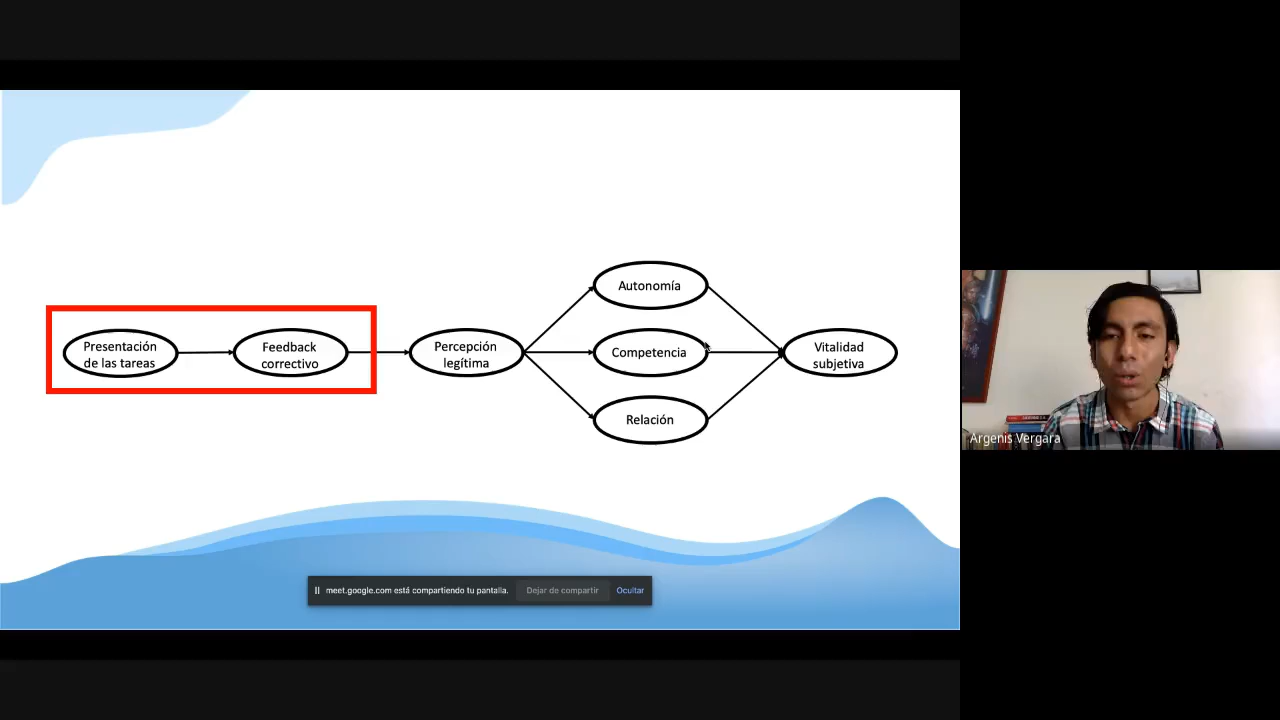 Presentación
de las tareas
Feedback
correctivo
Percepción
legítima
Autonomía
Competencia
Relación
Vitalidad
subjetiva
meet.google.com está compartiendo tu pantalla. Dejar de compartir Ocultar
Argenis Vergara